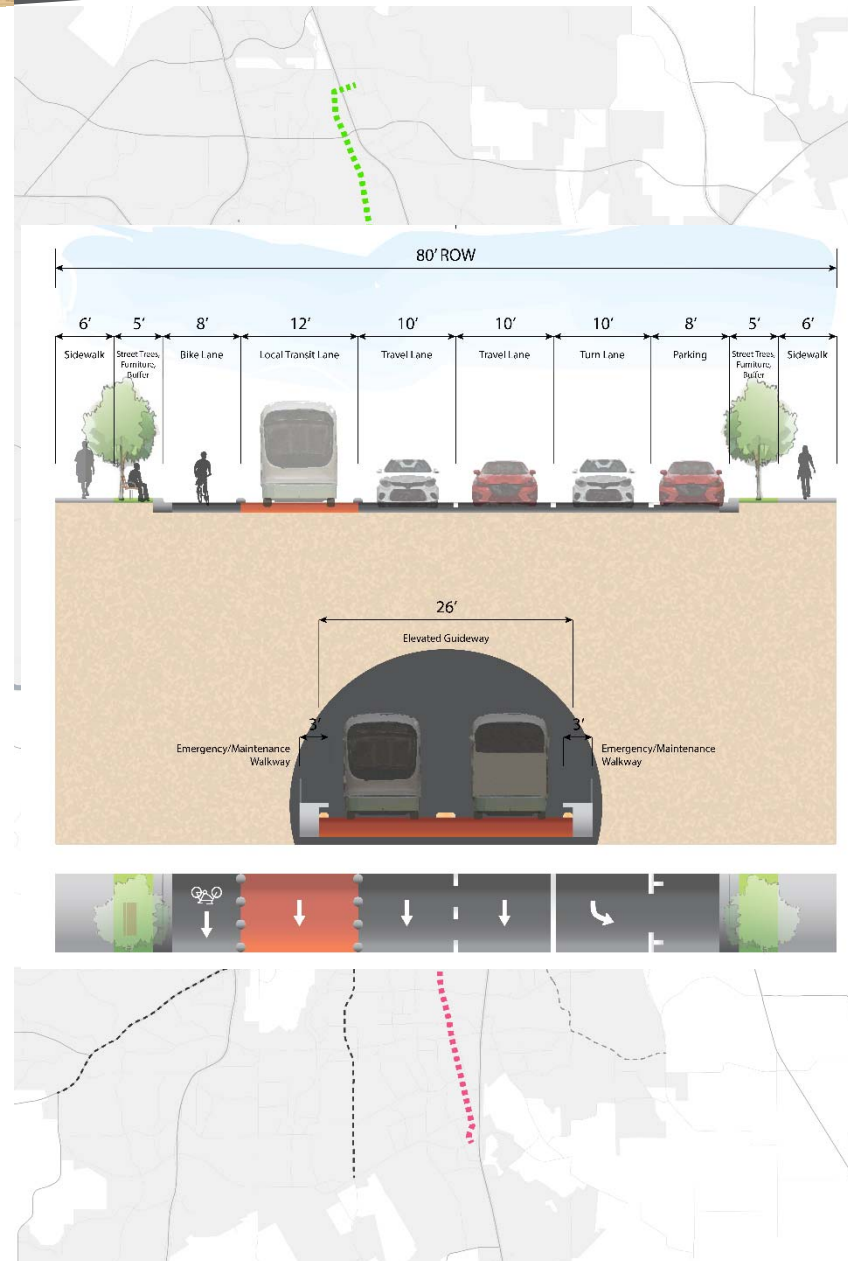 80' ROW
6'
5'
8'
12'
10'
10'
10'
8'
5'
6'
Sidewalk
Street Trees,
Furniture,
Buffer
Bike Lane
Local Transit Lane
Travel Lane
Travel Lane
Turn Lane
Parking
Street Trees,
Furniture,
Buffer
Sidewalk
26'
Elevated Guideway
3'
3'
Emergency/Maintenance
Walkway
Emergency/Maintenance
Walkway